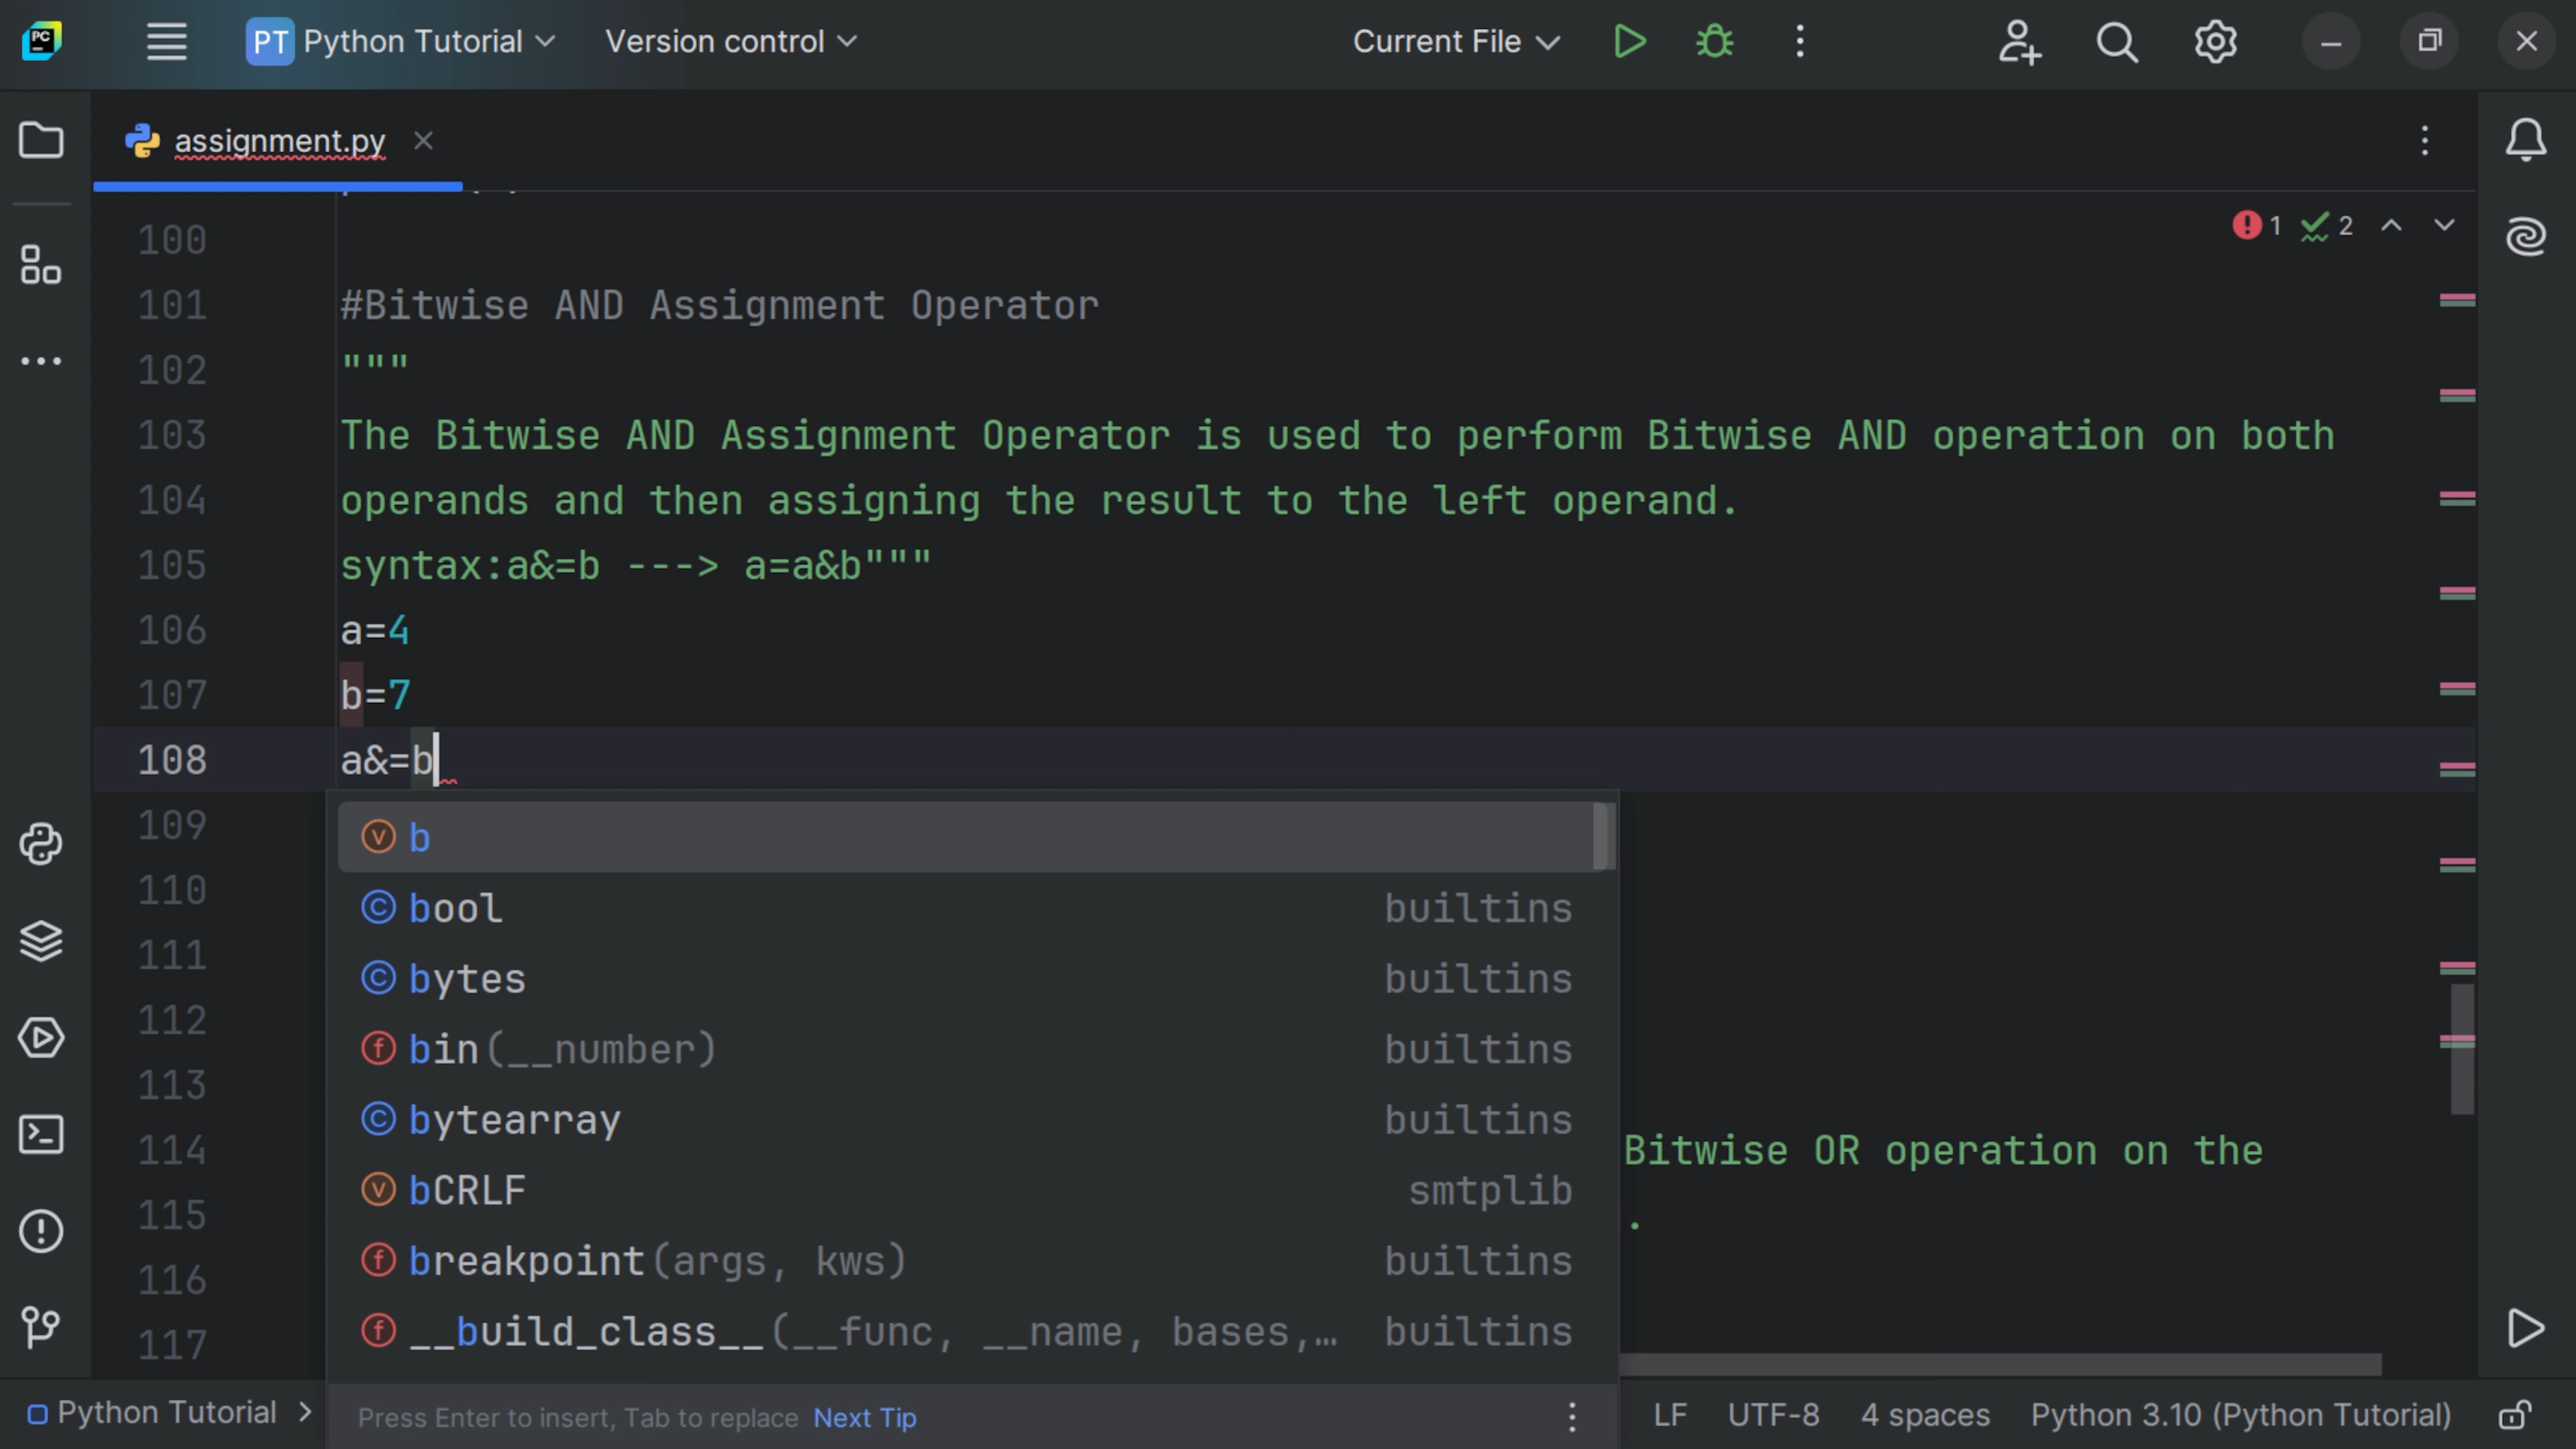 PC
PT Python Tutorial Version control Current File
assignment.py
1 2
100
101 #Bitwise AND Assignment Operator
102 """
103 The Bitwise AND Assignment Operator is used to perform Bitwise AND operation on both
104 operands and then assigning the result to the left operand.
105 syntax:a&=b ---> a=a&b"""
106 a=4
107 b=7
108 a&=b
109
110
111
112
113
114 Bitwise OR operation on the
115 .
116
117
v b
C bool builtins
C bytes builtins
f bin(__number) builtins
C bytearray builtins
v bCRLF smtplib
f breakpoint(args, kws) builtins
f __build_class__(__func, __name, bases,… builtins
Press Enter to insert, Tab to replace Next Tip
Python Tutorial > LF UTF-8 4 spaces Python 3.10 (Python Tutorial)